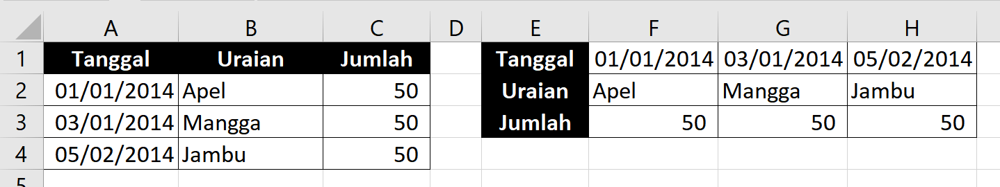 A B C D E F G H
1 Tanggal Uraian Jumlah Tanggal 01/01/2014 03/01/2014 05/02/2014
2 01/01/2014 Apel 50 Uraian Apel Mangga Jambu
3 03/01/2014 Mangga 50 Jumlah 50 50 50
4 05/02/2014 Jambu 50
5